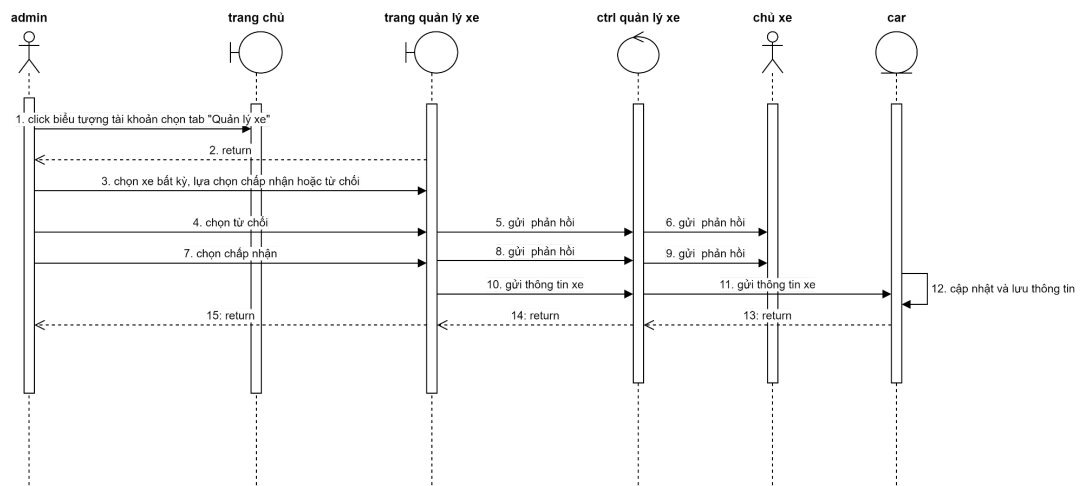 admin
trang chủ
trang quản lý xe
ctrl quản lý xe
chủ xe
car
1. click biểu tượng tài khoản chọn tab "Quản lý xe"
2. return
3. chọn xe bất kỳ, lựa chọn chấp nhận hoặc từ chối
4. chọn từ chối
5. gửi phản hồi
6. gửi phản hồi
7. chọn chấp nhận
8. gửi phản hồi
9. gửi phản hồi
10. gửi thông tin xe
11. gửi thông tin xe
12. cập nhật và lưu thông tin
15: return
14: return
13: return